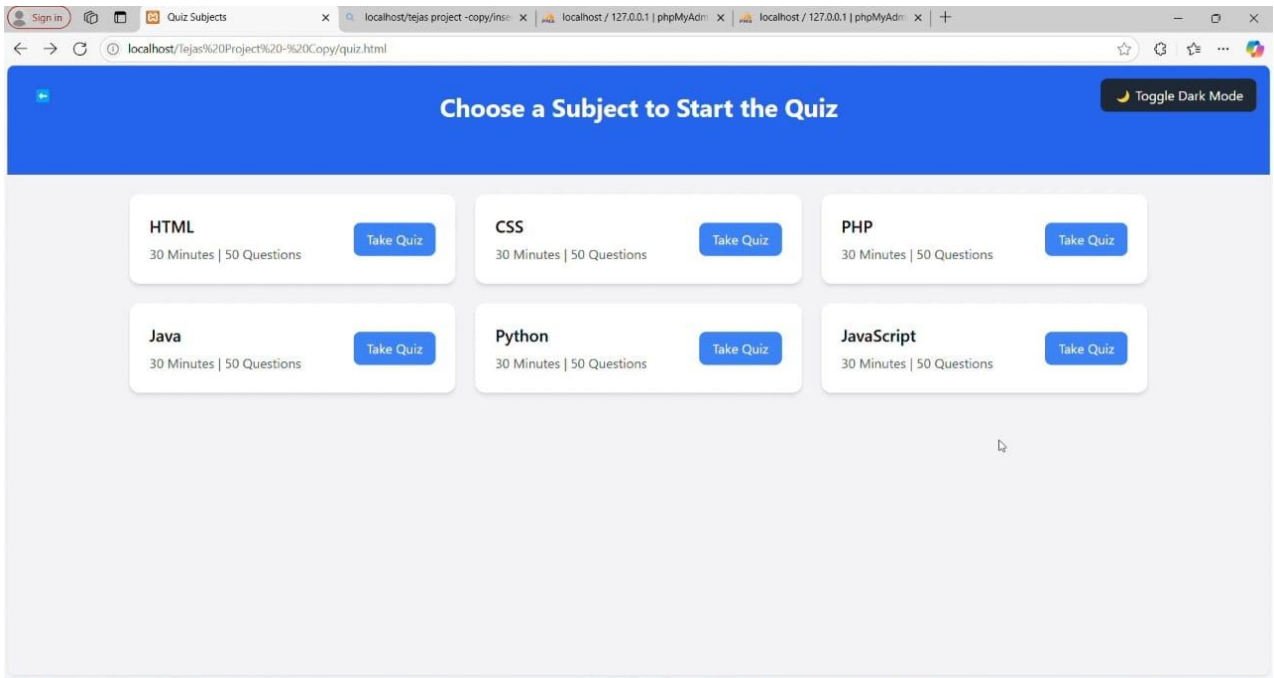 Sign in
Quiz Subjects
localhost/tejas project -copy/inse
localhost / 127.0.0.1 | phpMyAdm
localhost / 127.0.0.1 | phpMyAdm
localhost/Tejas%20Project%20-%20Copy/quiz.html
Choose a Subject to Start the Quiz
Toggle Dark Mode
HTML
30 Minutes | 50 Questions
Take Quiz
CSS
30 Minutes | 50 Questions
Take Quiz
PHP
30 Minutes | 50 Questions
Take Quiz
Java
30 Minutes | 50 Questions
Take Quiz
Python
30 Minutes | 50 Questions
Take Quiz
JavaScript
30 Minutes | 50 Questions
Take Quiz